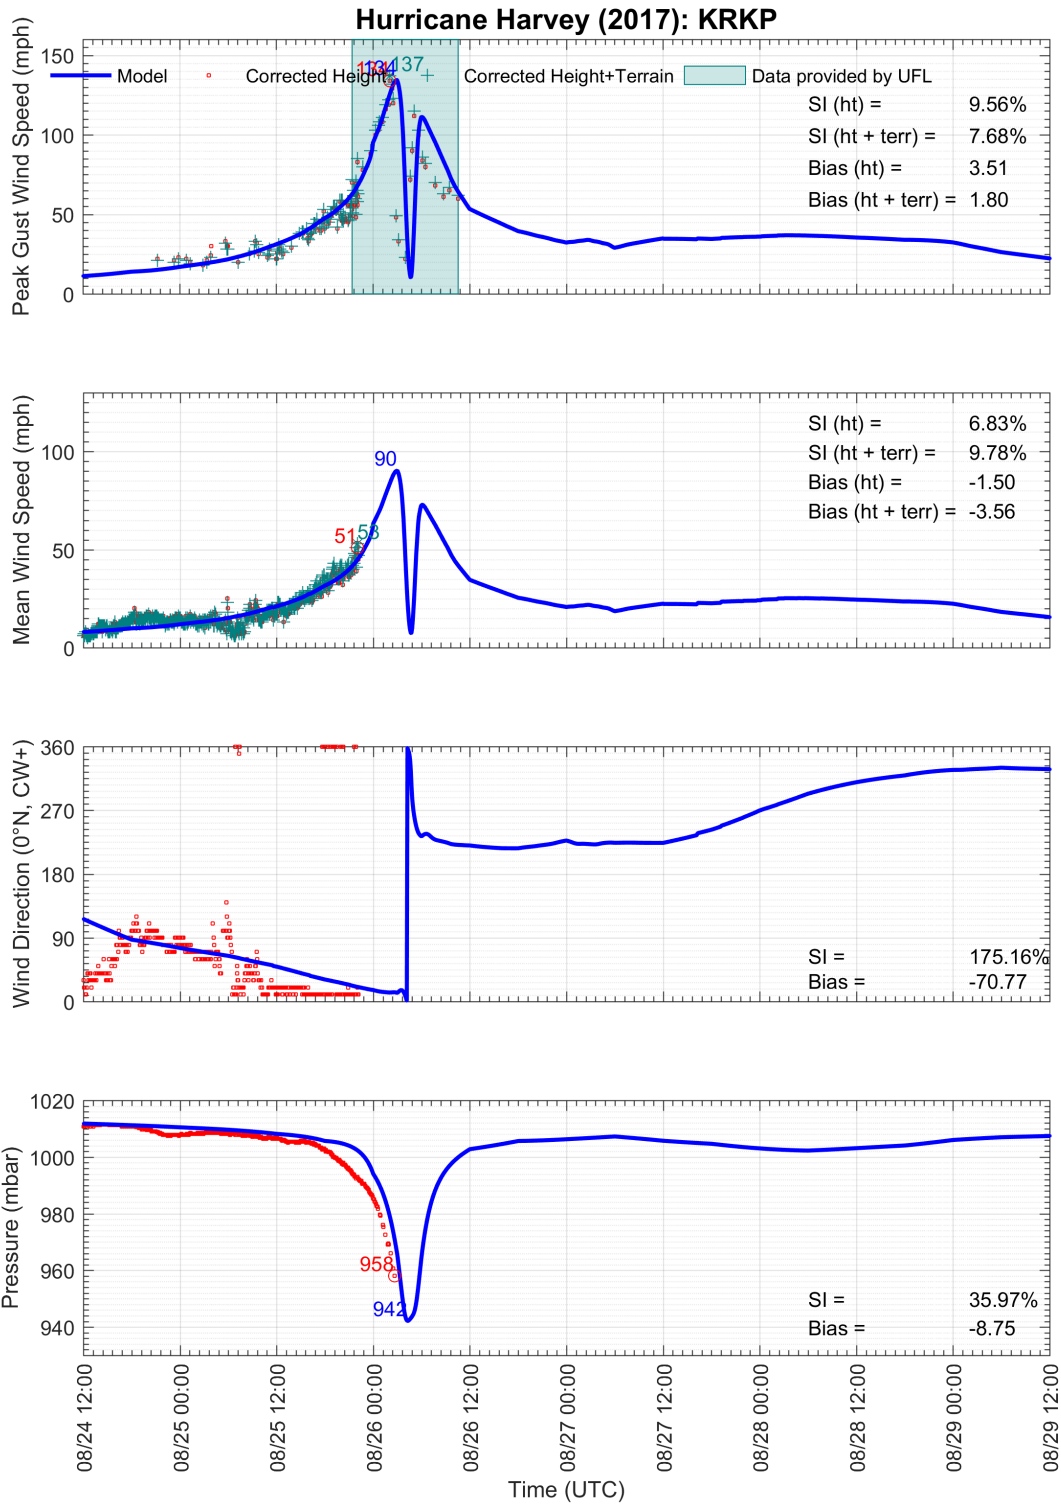 Hurricane Harvey (2017): KRKP
Peak Gust Wind Speed (mph)
150
100
50
0
Model
Corrected Height
Corrected Height+Terrain
Data provided by UFL
134
137
SI (ht) = 9.56%
SI (ht + terr) = 7.68%
Bias (ht) = 3.51
Bias (ht + terr) = 1.80
Mean Wind Speed (mph)
100
50
0
90
51
53
SI (ht) = 6.83%
SI (ht + terr) = 9.78%
Bias (ht) = -1.50
Bias (ht + terr) = -3.56
Wind Direction (0°N, CW+)
360
270
180
90
0
SI = 175.16%
Bias = -70.77
Pressure (mbar)
1020
1000
980
960
940
958
942
SI = 35.97%
Bias = -8.75
08/24 12:00
08/25 00:00
08/25 12:00
08/26 00:00
08/26 12:00
08/27 00:00
08/27 12:00
08/28 00:00
08/28 12:00
08/29 00:00
08/29 12:00
Time (UTC)